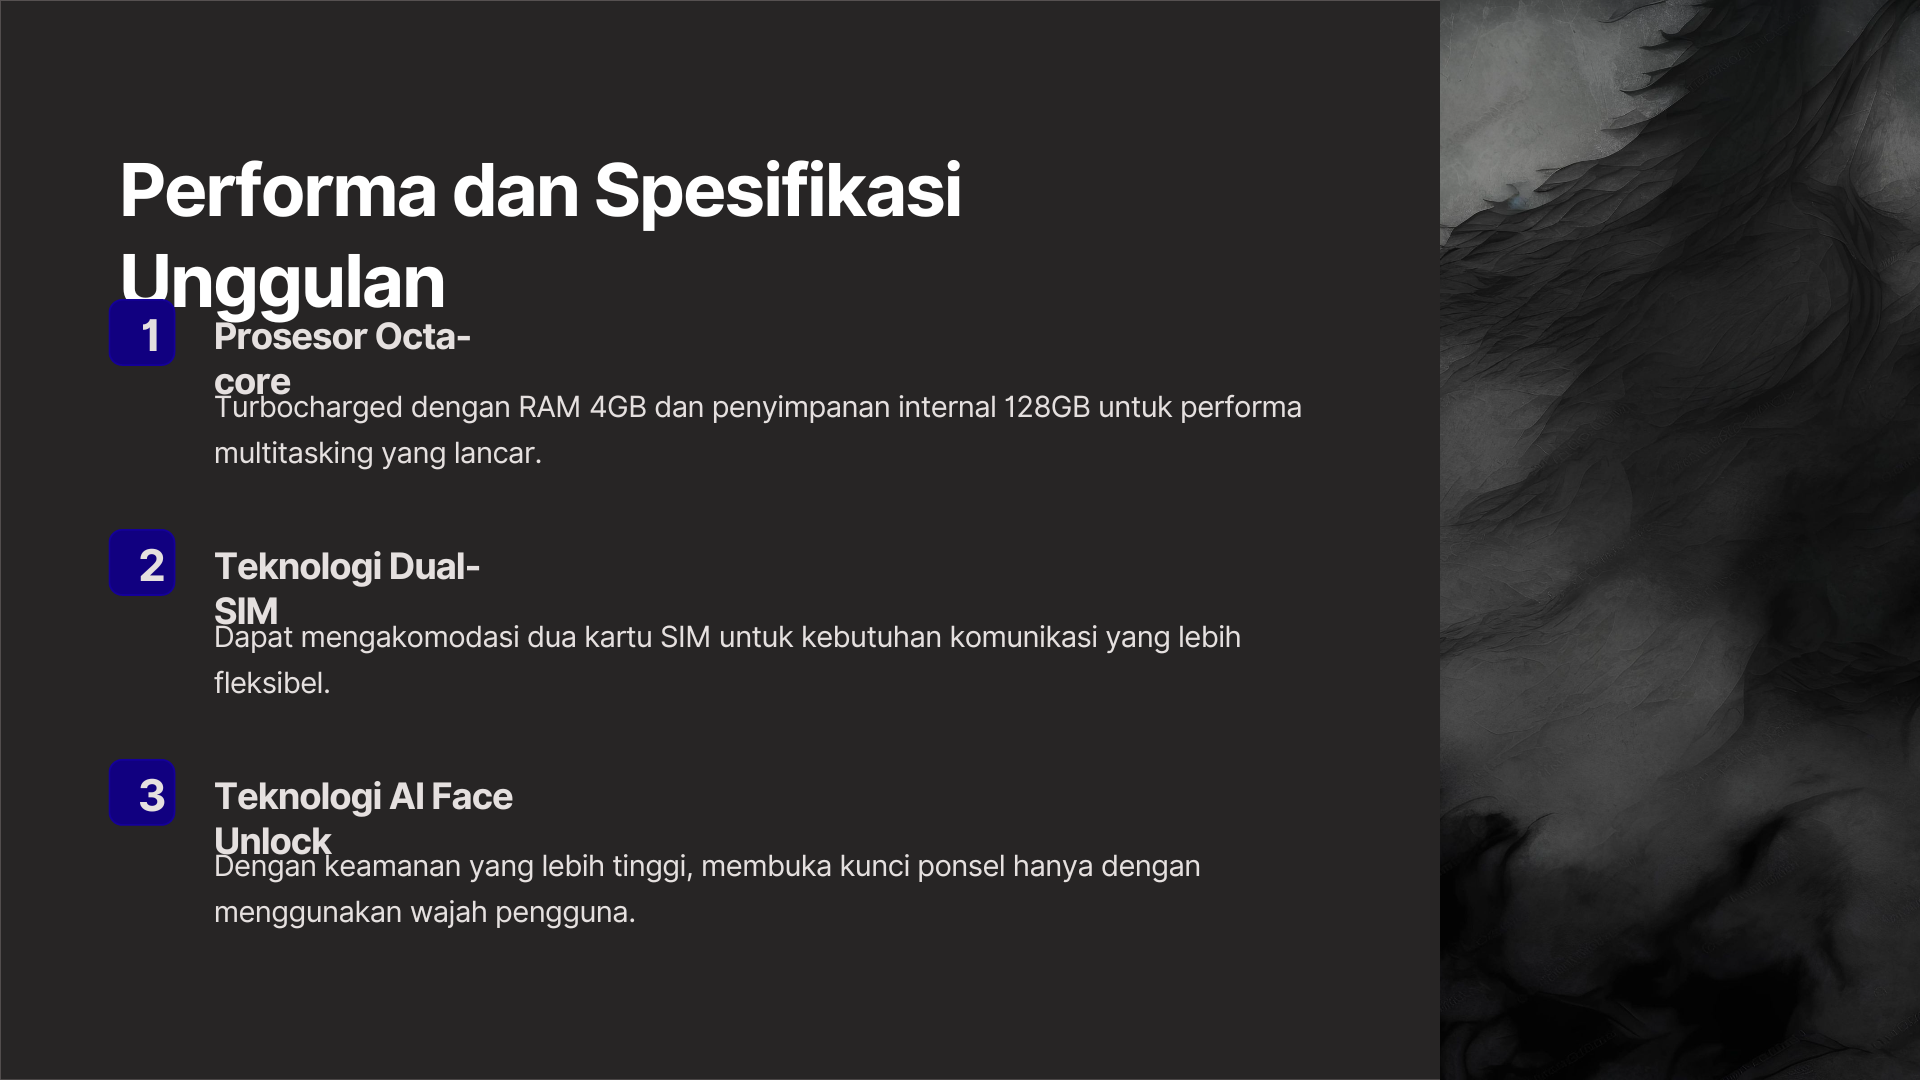 Performa dan Spesifikasi
Unggulan
1
Prosesor Octa-
core
Turbocharged dengan RAM 4GB dan penyimpanan internal 128GB untuk performa
multitasking yang lancar.
2
Teknologi Dual-
SIM
Dapat mengakomodasi dua kartu SIM untuk kebutuhan komunikasi yang lebih
fleksibel.
3
Teknologi AI Face
Unlock
Dengan keamanan yang lebih tinggi, membuka kunci ponsel hanya dengan
menggunakan wajah pengguna.